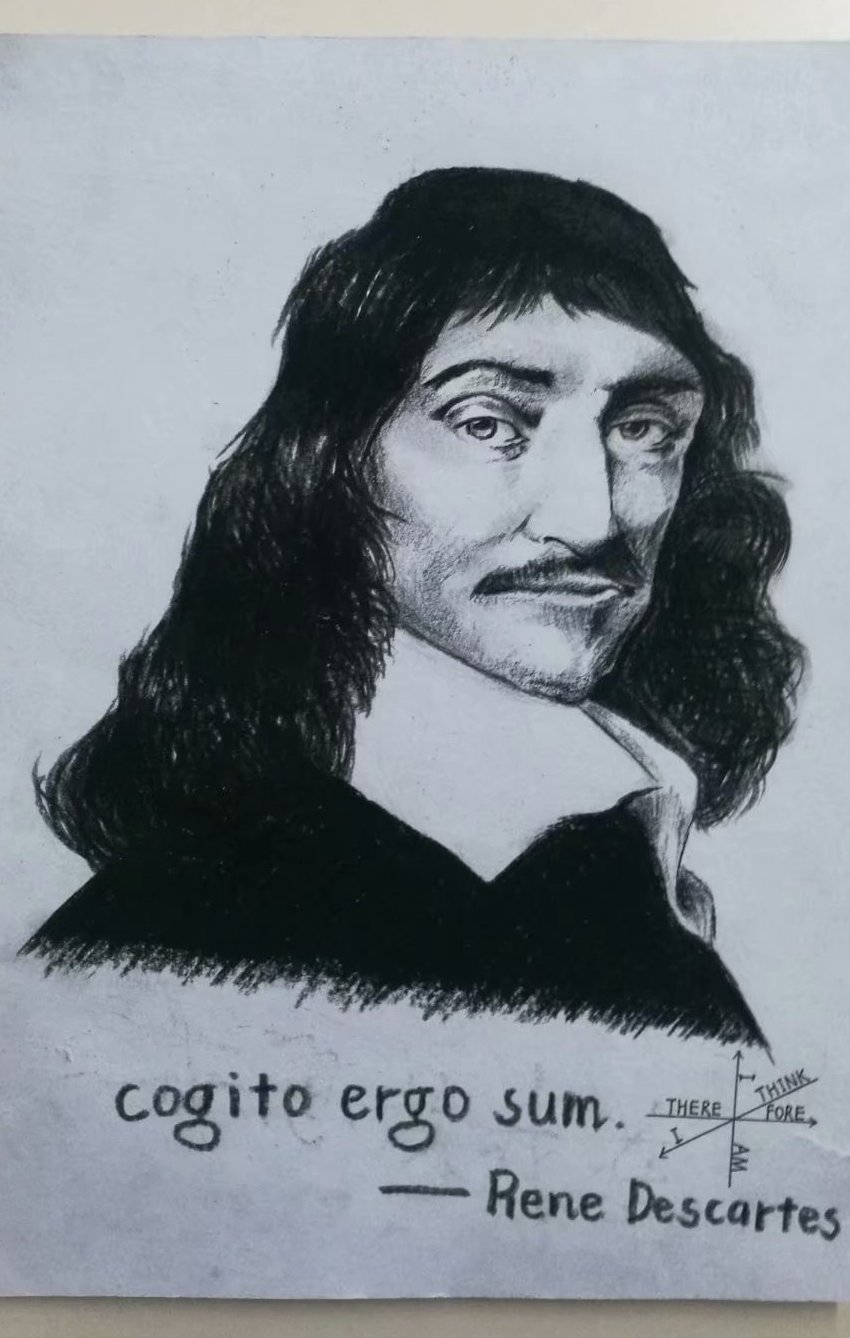 cogito ergo sum.
I THINK
THERE FORE
I AM
— Rene Descartes